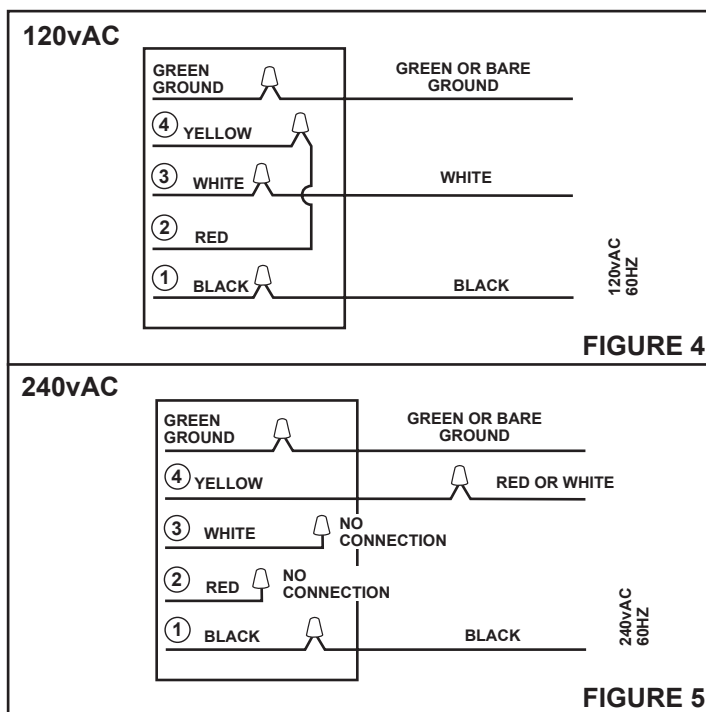 120vAC
GREEN
GROUND
GREEN OR BARE
GROUND
4 YELLOW
3 WHITE
WHITE
2 RED
1 BLACK
BLACK
120vAC
60HZ
FIGURE 4
240vAC
GREEN
GROUND
GREEN OR BARE
GROUND
4 YELLOW
RED OR WHITE
3 WHITE
NO
CONNECTION
2 RED
NO
CONNECTION
1 BLACK
BLACK
240vAC
60HZ
FIGURE 5